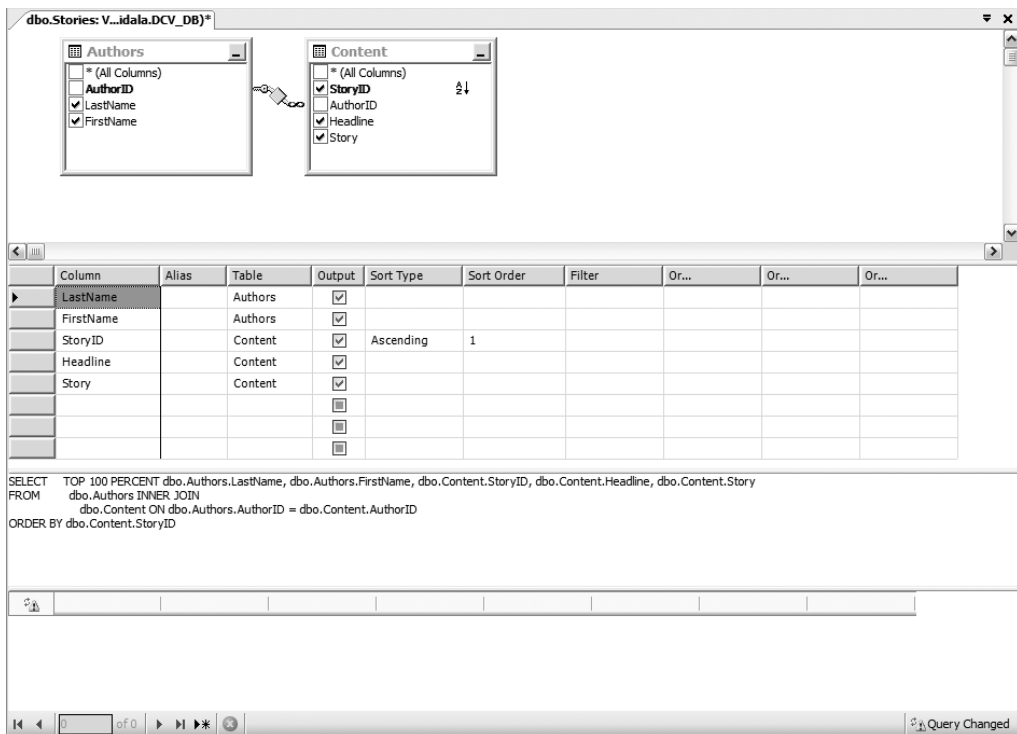 dbo.Stories: V...idala.DCV_DB)*
Authors
* (All Columns)
AuthorID
LastName
FirstName
Content
* (All Columns)
StoryID
AuthorID
Headline
Story
Column Alias Table Output Sort Type Sort Order Filter Or... Or... Or...
LastName Authors
FirstName Authors
StoryID Content Ascending 1
Headline Content
Story Content
SELECT TOP 100 PERCENT dbo.Authors.LastName, dbo.Authors.FirstName, dbo.Content.StoryID, dbo.Content.Headline, dbo.Content.Story
FROM dbo.Authors INNER JOIN
dbo.Content ON dbo.Authors.AuthorID = dbo.Content.AuthorID
ORDER BY dbo.Content.StoryID
0 of 0
Query Changed